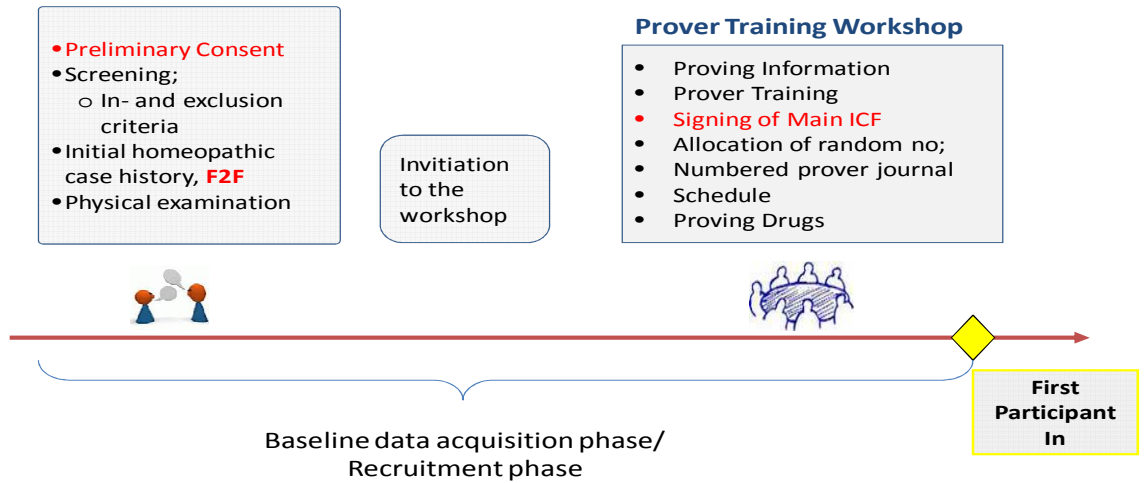 •Preliminary Consent
•Screening;
o In- and exclusion
criteria
•Initial homeopathic
case history, F2F
•Physical examination
Invitiation
to the
workshop
Prover Training Workshop
• Proving Information
• Prover Training
• Signing of Main ICF
• Allocation of random no;
• Numbered prover journal
• Schedule
• Proving Drugs
First
Participant
In
Baseline data acquisition phase/
Recruitment phase